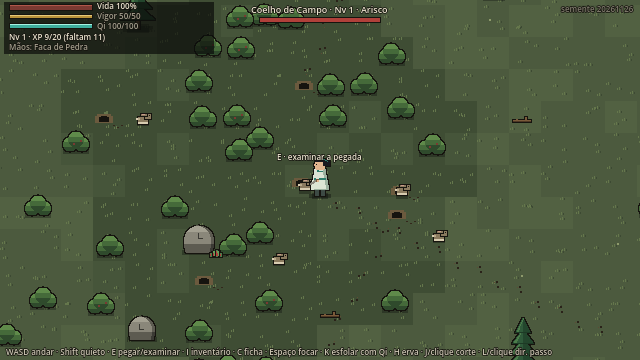 Vida 100%
Vigor 50/50
Qi 100/100
Nv 1 · XP 9/20 (faltam 11)
Mãos: Faca de Pedra
Coelho de Campo · Nv 1 · Arisco
semente 20261126
E · examinar a pegada
WASD andar · Shift quieto · E pegar/examinar · I inventário · C ficha · Espaço focar · K esfolar com Qi · H erva · J/clique corte · L/clique dir. passo